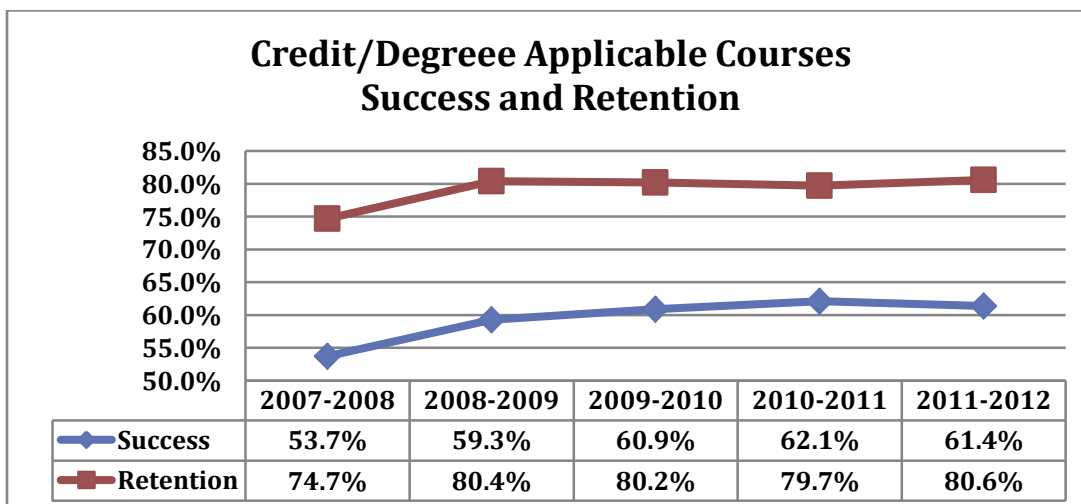 Credit/Degreee Applicable Courses
Success and Retention
85.0%
80.0%
75.0%
70.0%
65.0%
60.0%
55.0%
50.0%
2007-2008 2008-2009 2009-2010 2010-2011 2011-2012
Success 53.7% 59.3% 60.9% 62.1% 61.4%
Retention 74.7% 80.4% 80.2% 79.7% 80.6%